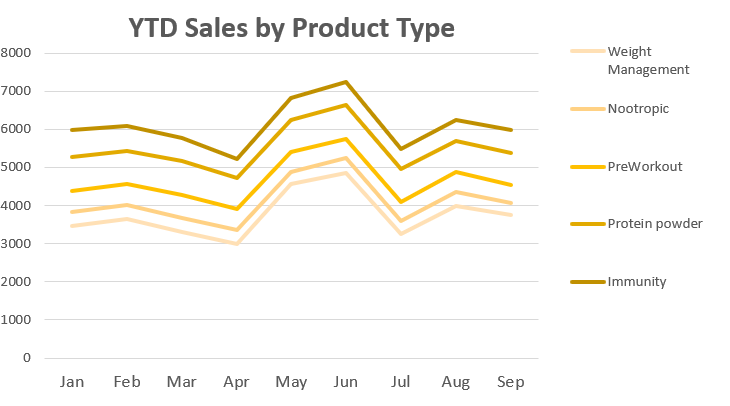 YTD Sales by Product Type
8000
7000
6000
5000
4000
3000
2000
1000
0
Jan Feb Mar Apr May Jun Jul Aug Sep
Weight
Management
Nootropic
PreWorkout
Protein powder
Immunity